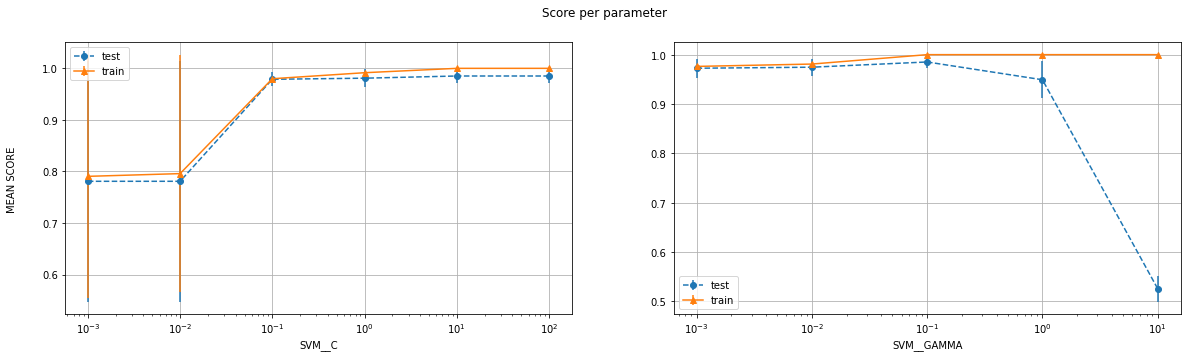 Score per parameter
MEAN SCORE
1.0
0.9
0.8
0.7
0.6
test
train
10⁻³
10⁻²
10⁻¹
10⁰
10¹
10²
SVM__C
1.0
0.9
0.8
0.7
0.6
0.5
test
train
10⁻³
10⁻²
10⁻¹
10⁰
10¹
SVM__GAMMA